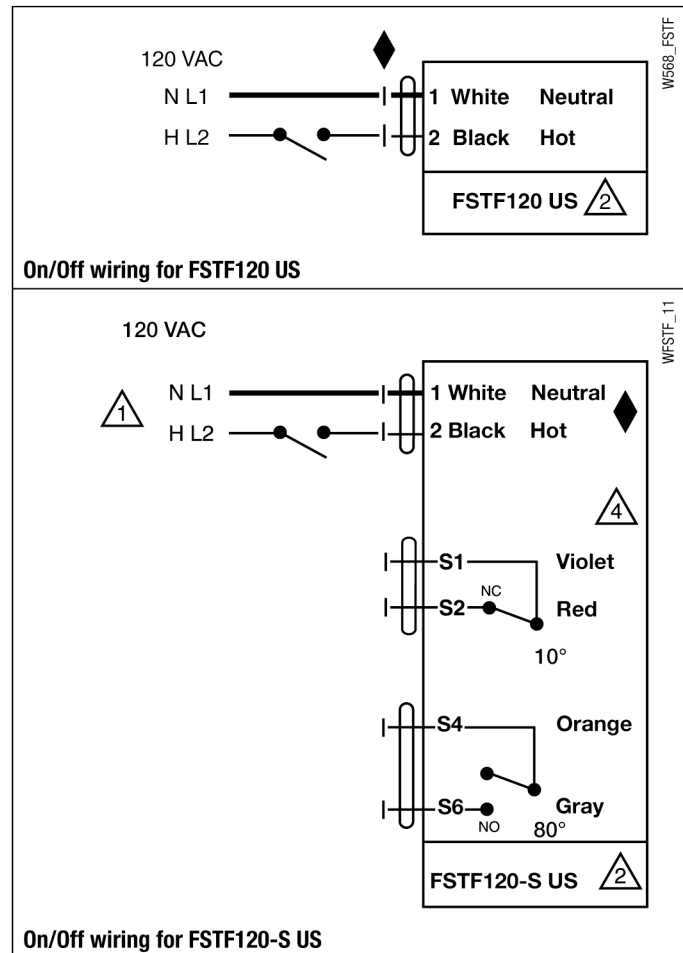 W568_FSTF
120 VAC
N L1
1 White Neutral
H L2
2 Black Hot
FSTF120 US 2
On/Off wiring for FSTF120 US
WFSTF_11
120 VAC
1
N L1
1 White Neutral
H L2
2 Black Hot
4
S1 Violet
NC
S2 Red
10°
S4 Orange
S6 Gray
NO
80°
FSTF120-S US 2
On/Off wiring for FSTF120-S US